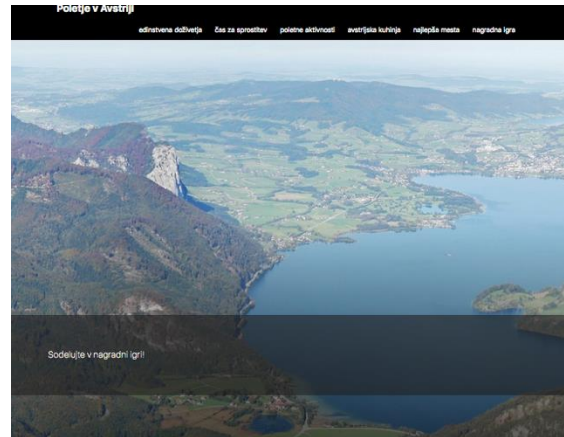 Poletje v Avstriji
edinstvena doživetja čas za sprostitev poletne aktivnosti avstrijska kuhinja najlepša mesta nagradna igra
Sodelujte v nagradni igri!